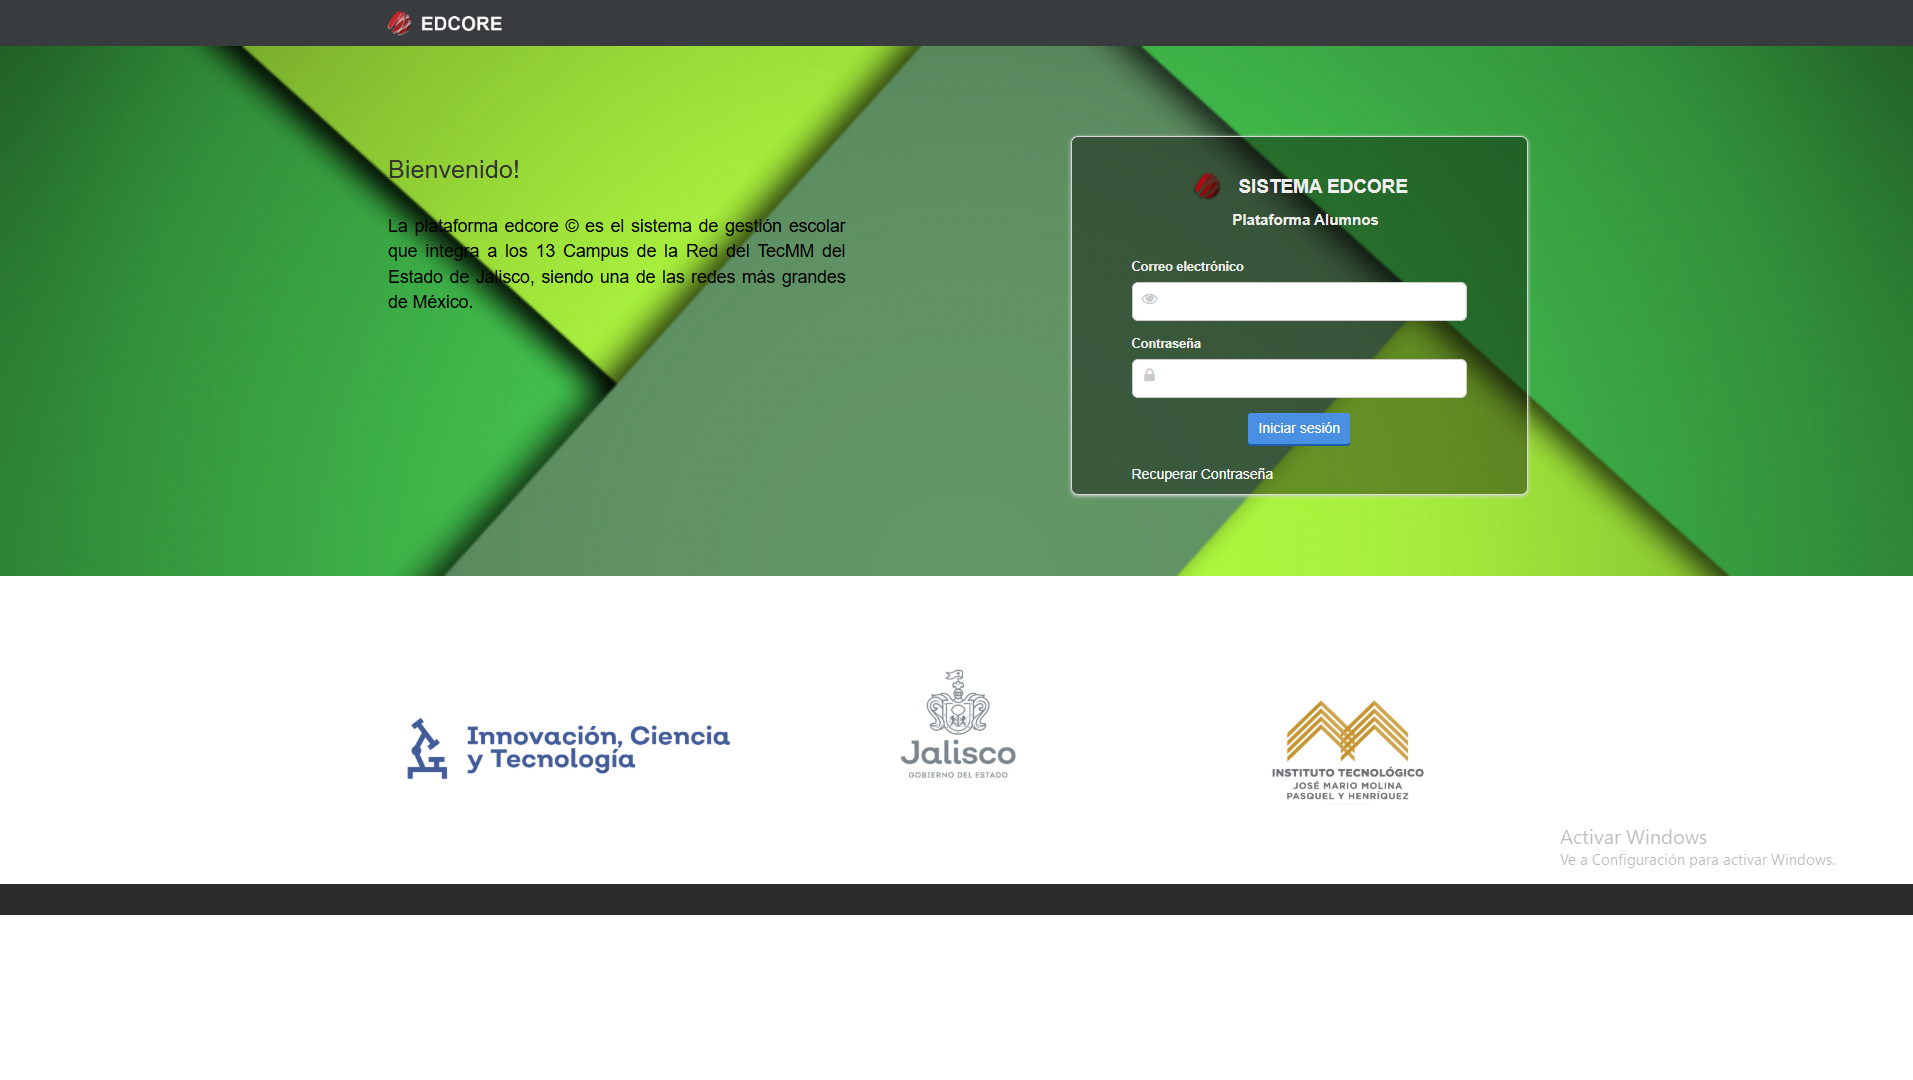 EDCORE
Bienvenido!
La plataforma edcore © es el sistema de gestión escolar
que integra a los 13 Campus de la Red del TecMM del
Estado de Jalisco, siendo una de las redes más grandes
de México.
SISTEMA EDCORE
Plataforma Alumnos
Correo electrónico
Contraseña
Iniciar sesión
Recuperar Contraseña
Innovación, Ciencia
y Tecnología
Jalisco
GOBIERNO DEL ESTADO
INSTITUTO TECNOLÓGICO
JOSÉ MARIO MOLINA
PASQUEL Y HENRÍQUEZ
Activar Windows
Ve a Configuración para activar Windows.